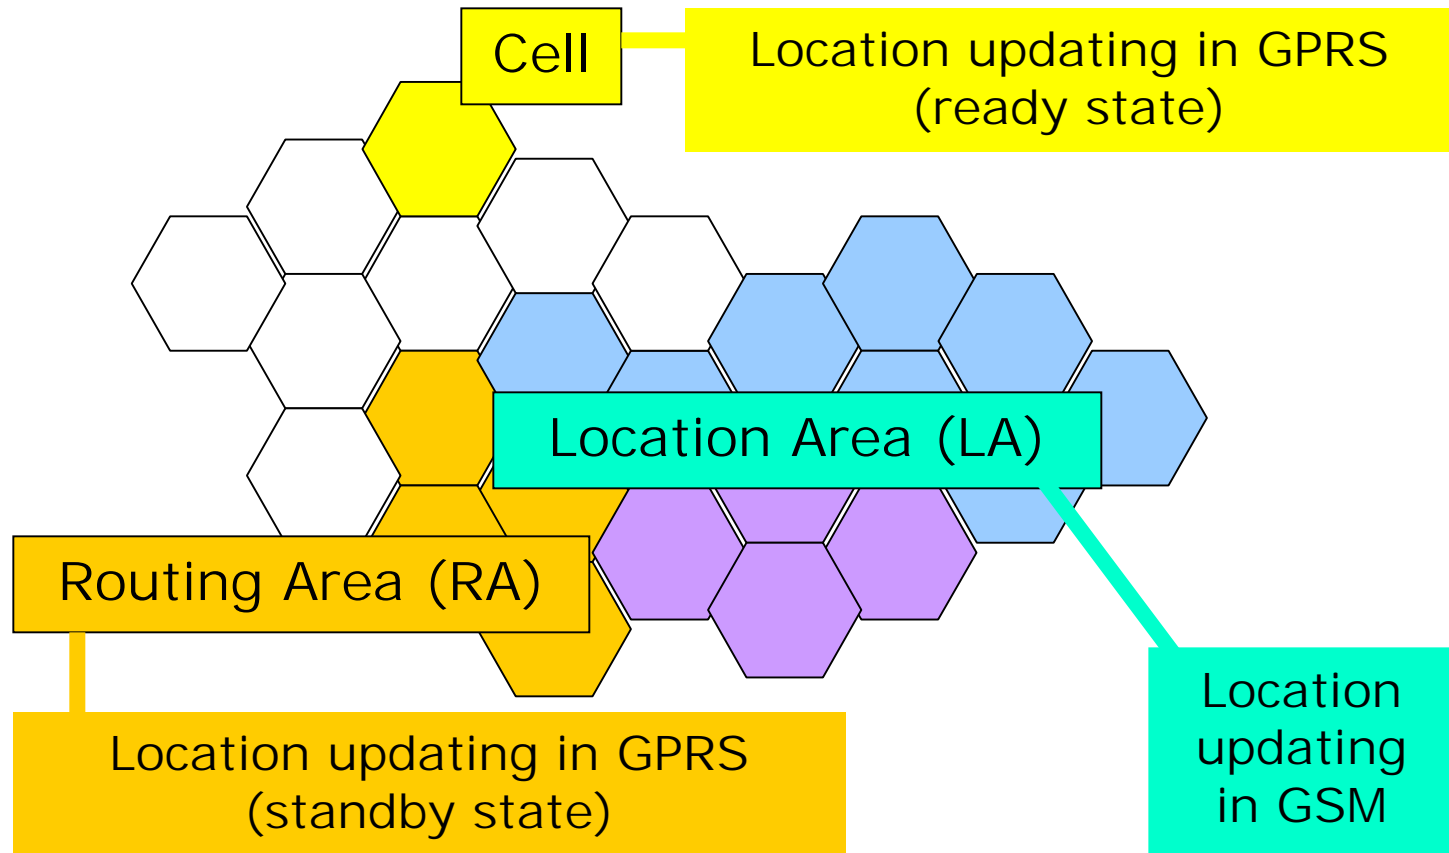 Cell
Location updating in GPRS
(ready state)
Location Area (LA)
Routing Area (RA)
Location updating in GPRS
(standby state)
Location
updating
in GSM